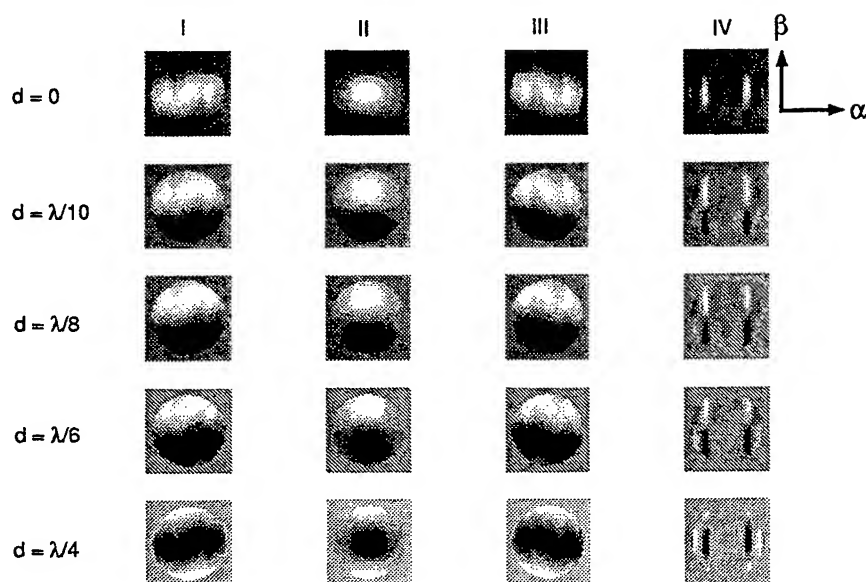 I II III IV β
d = 0
α
d = λ/10
d = λ/8
d = λ/6
d = λ/4